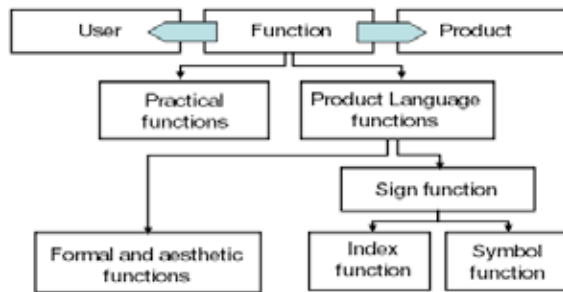 User
Function
Product
Practical
functions
Product Language
functions
Sign function
Formal and aesthetic
functions
Index
function
Symbol
function